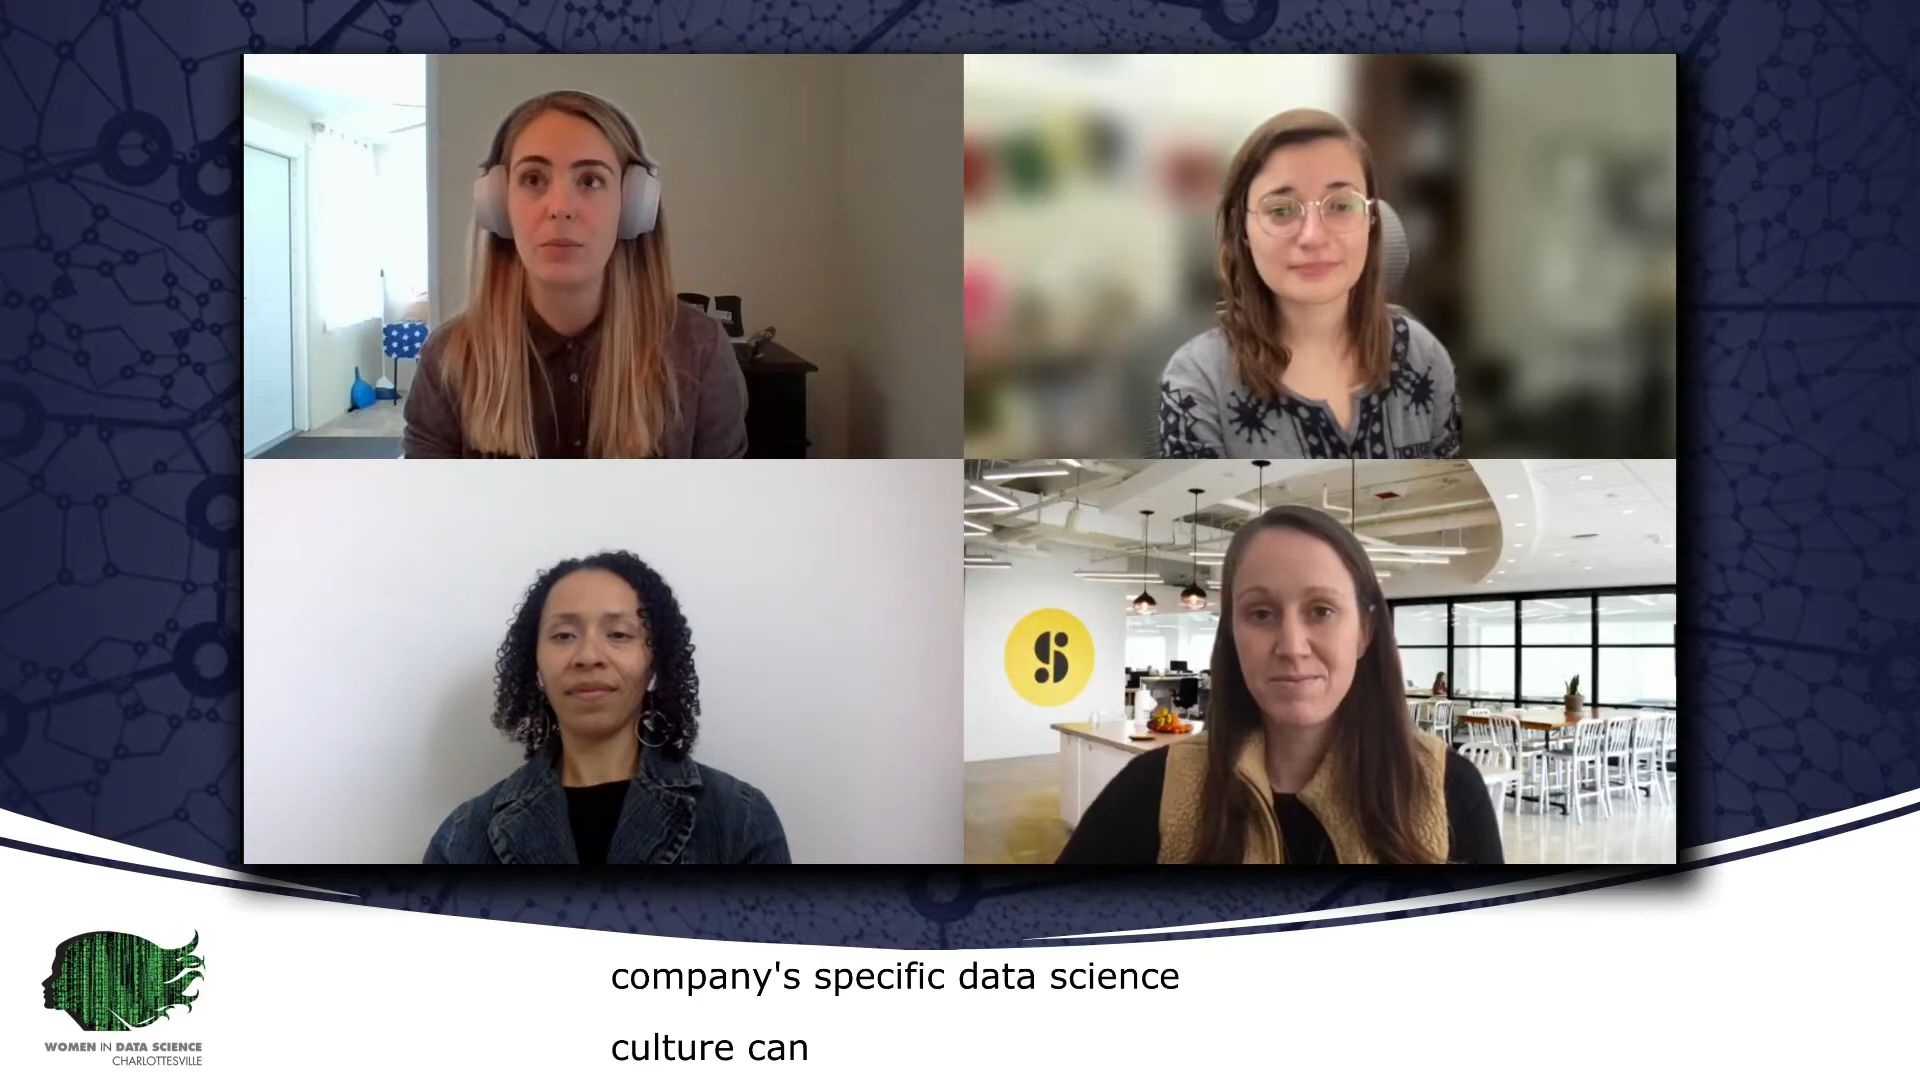 company's specific data science
culture can
WOMEN IN DATA SCIENCE
CHARLOTTESVILLE